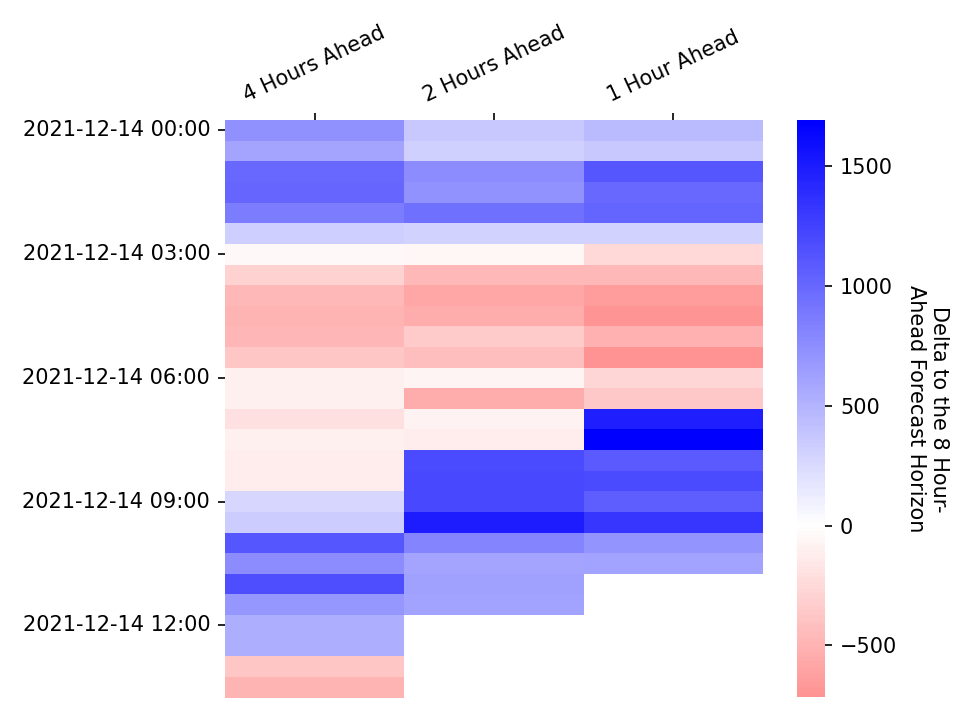 4 Hours Ahead
2 Hours Ahead
1 Hour Ahead
2021-12-14 00:00
2021-12-14 03:00
2021-12-14 06:00
2021-12-14 09:00
2021-12-14 12:00
1500
1000
500
0
−500
Delta to the 8 Hour-
Ahead Forecast Horizon